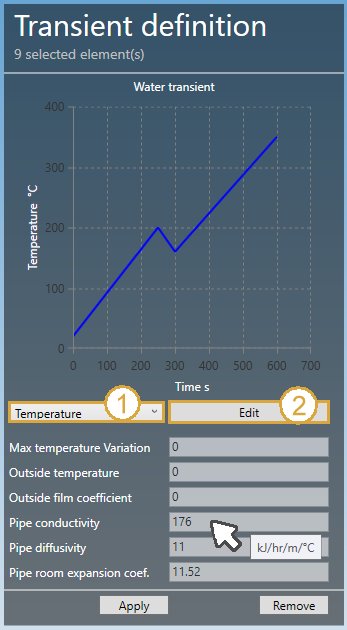 Transient definition
9 selected element(s)
Water transient
400
300
200
100
0
Temperature °C
0 100 200 300 400 500 600 700
Time s
Temperature 1 Edit 2
Max temperature Variation 0
Outside temperature 0
Outside film coefficient 0
Pipe conductivity 176
Pipe diffusivity 11 kJ/hr/m/°C
Pipe room expansion coef. 11.52
Apply Remove